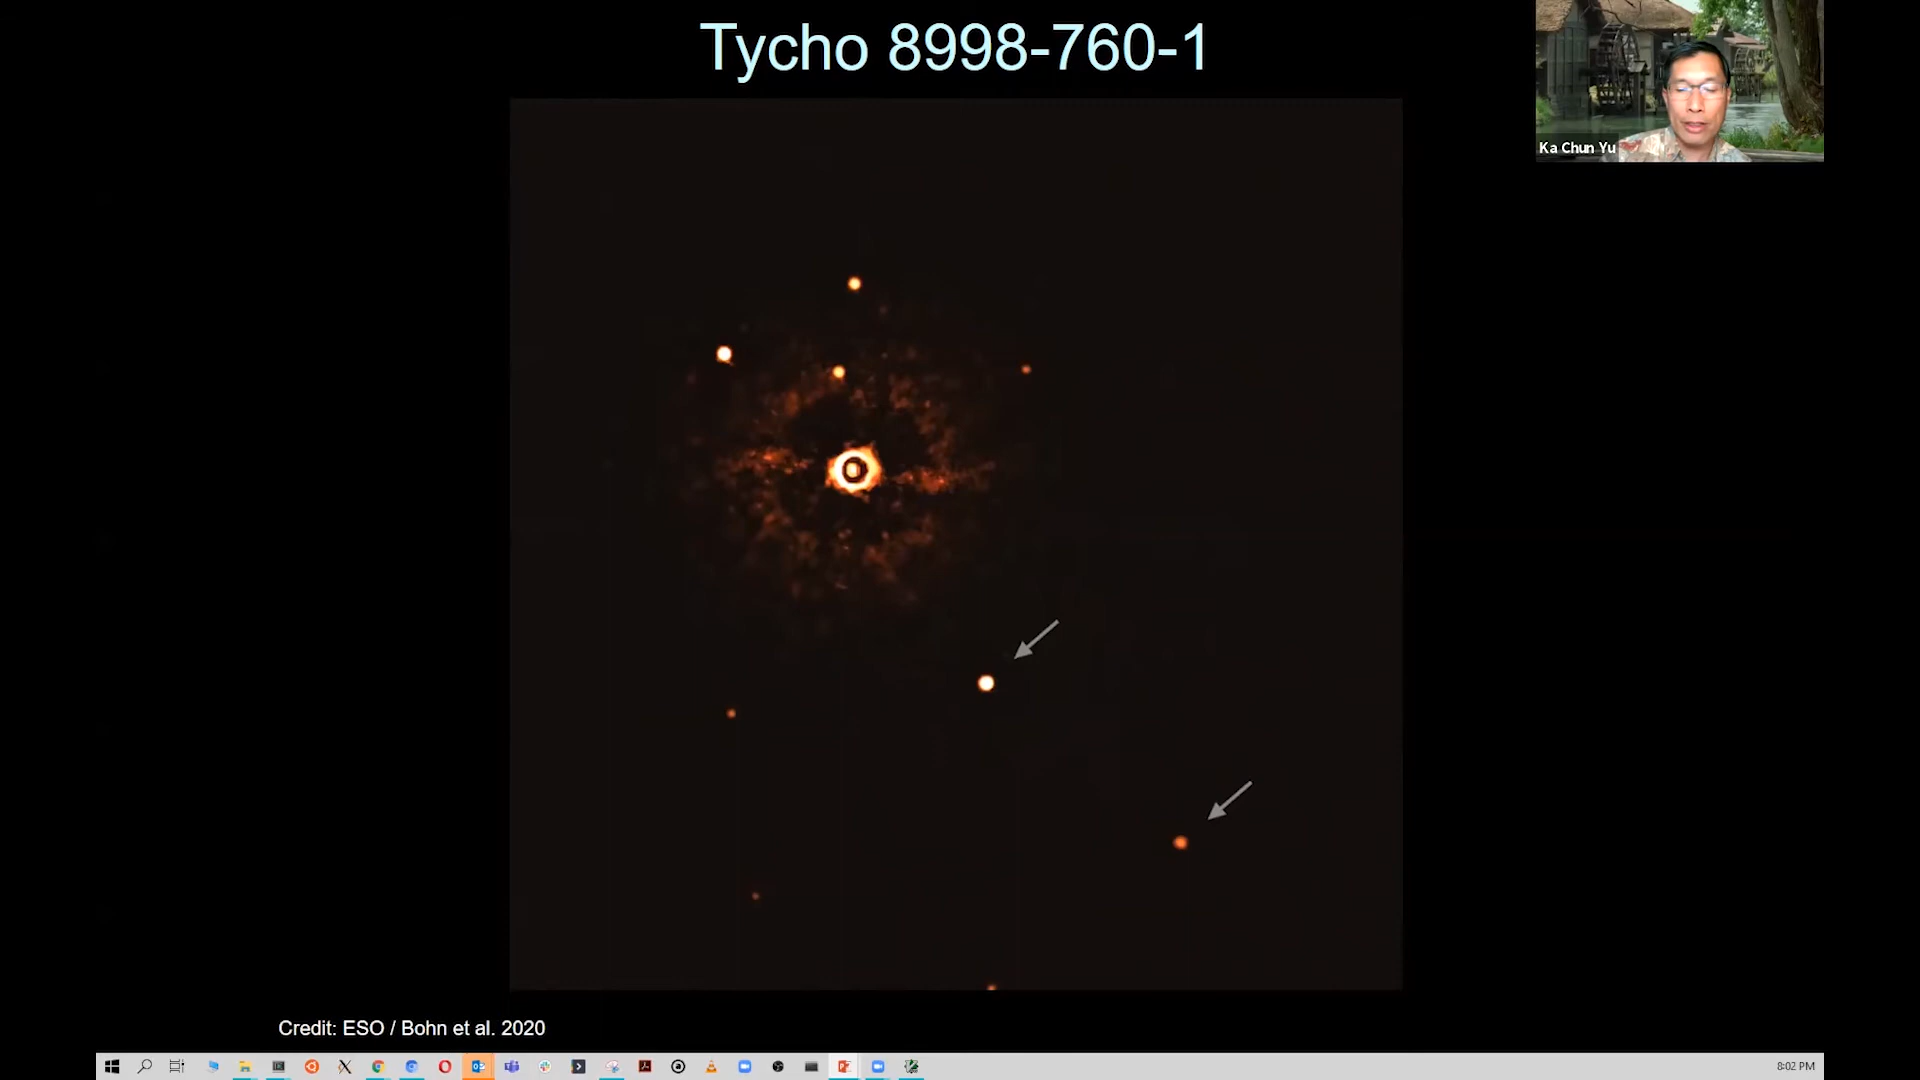 Tycho 8998-760-1
Ka Chun Yu
Credit: ESO / Bohn et al. 2020
8:02 PM